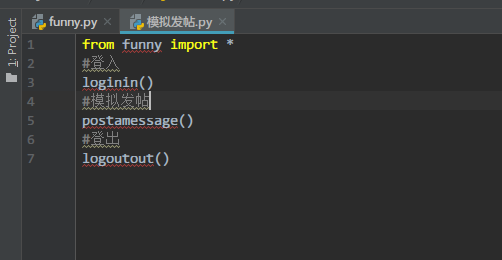 funny.py
模拟发帖.py
1: Project
1 from funny import *
2 #登入
3 loginin()
4 #模拟发帖
5 postamessage()
6 #登出
7 logoutout()